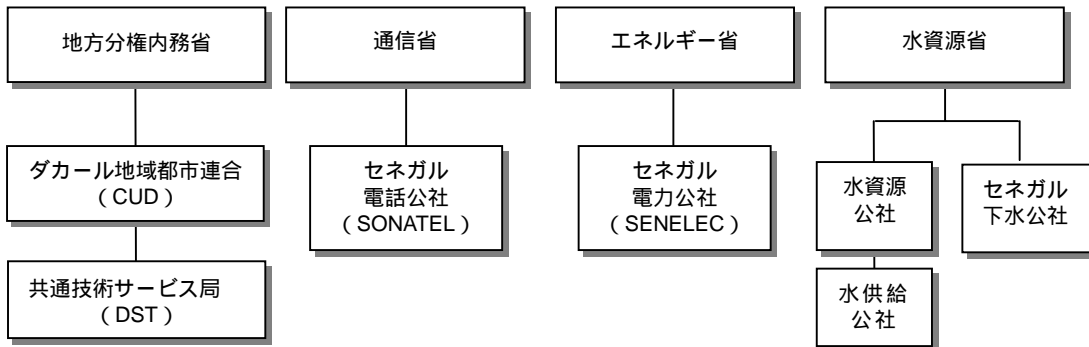 地方分権内務省
通信省
エネルギー省
水資源省
ダカール地域都市連合
（CUD）
セネガル
電話公社
（SONATEL）
セネガル
電力公社
（SENELEC）
水資源
公社
セネガル
下水公社
共通技術サービス局
（DST）
水供給
公社